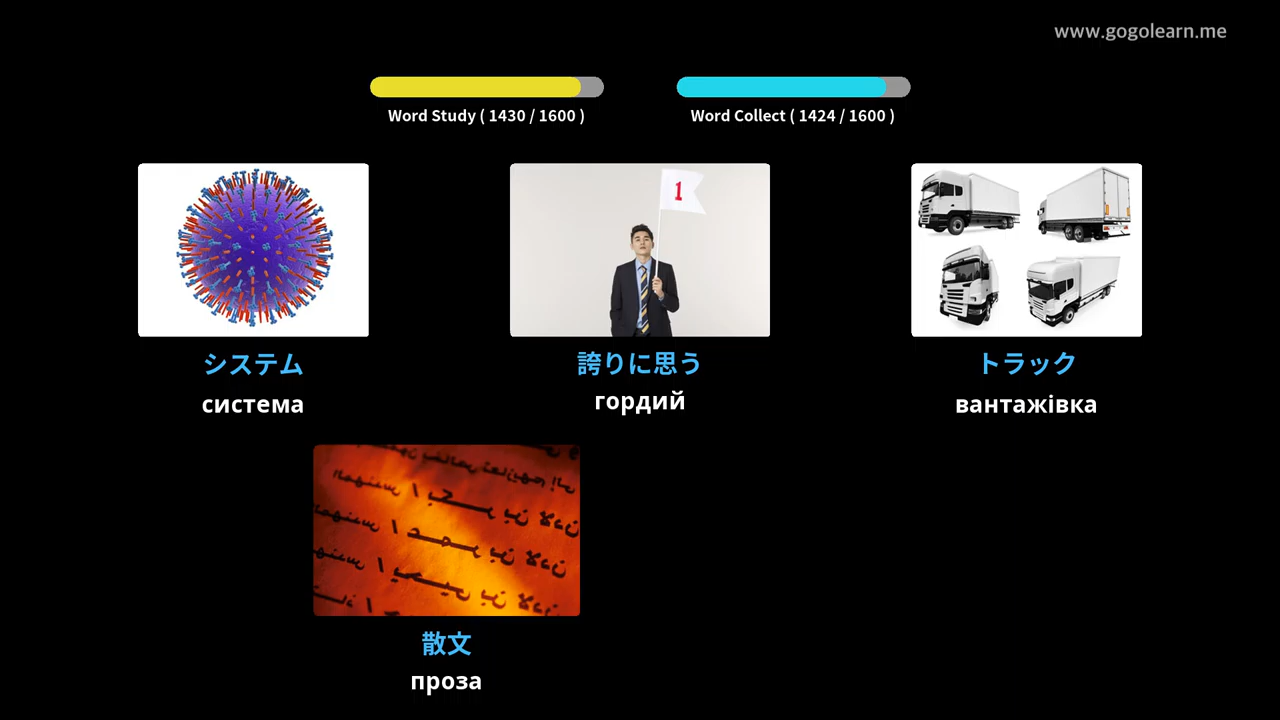 www.gogolearn.me
Word Study ( 1430 / 1600 )
Word Collect ( 1424 / 1600 )
1
システム
система
誇りに思う
гордий
トラック
вантажівка
散文
проза